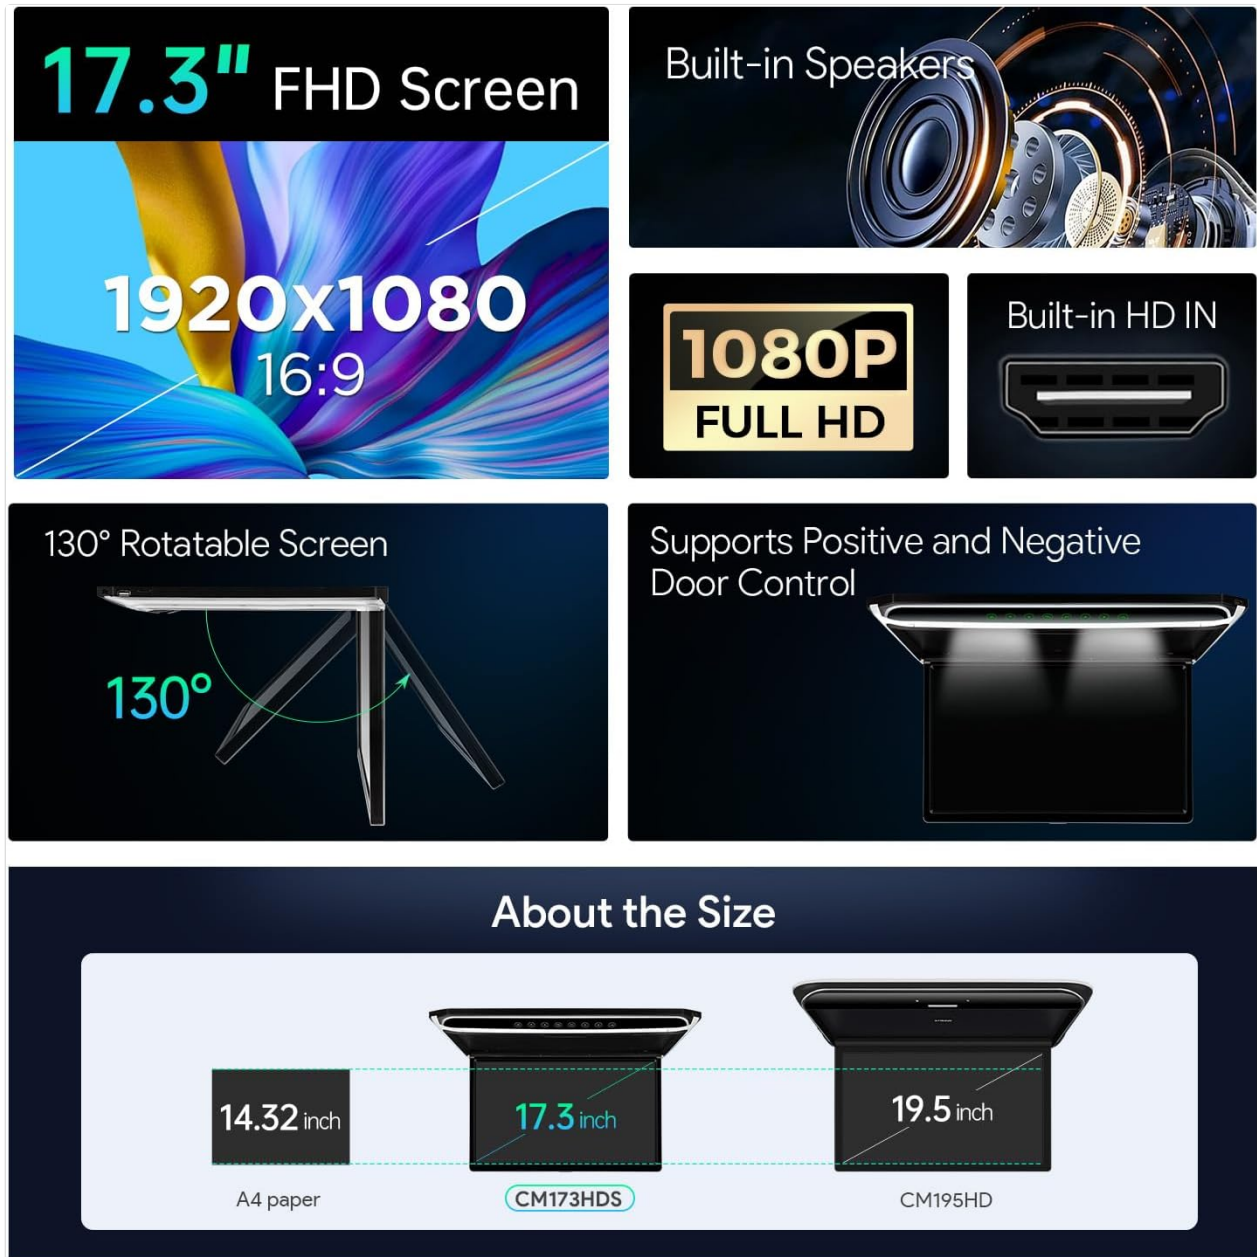 17.3" FHD Screen
1920x1080
16:9
Built-in Speakers
1080P
FULL HD
Built-in HD IN
130° Rotatable Screen
130°
Supports Positive and Negative
Door Control
About the Size
14.32 inch
17.3 inch
19.5 inch
A4 paper
CM173HDS
CM195HD